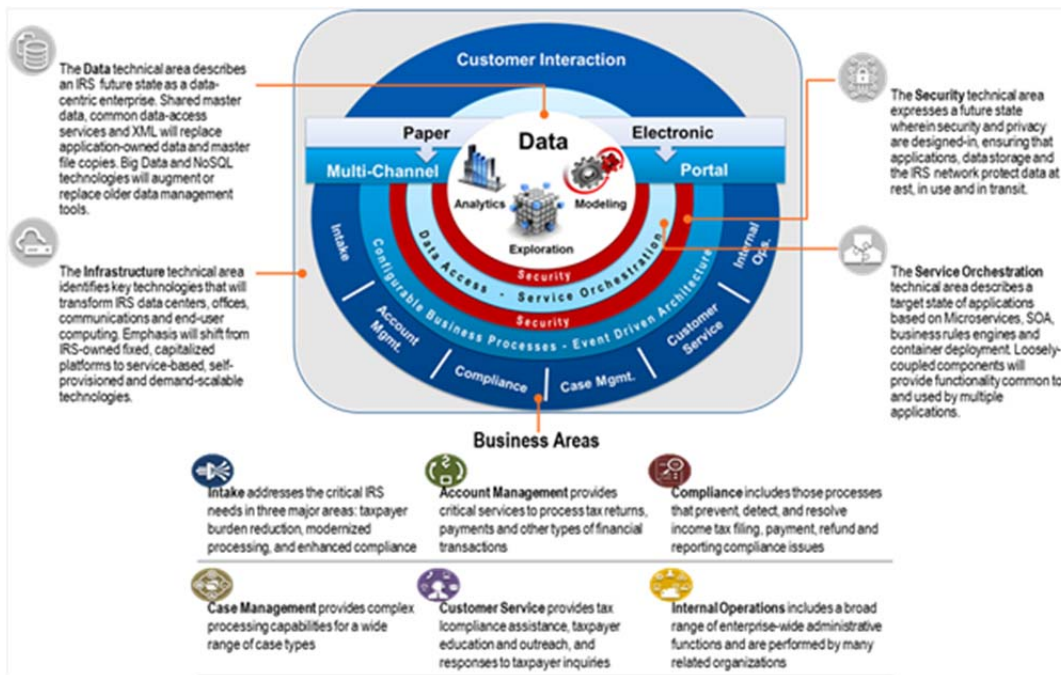 The Data technical area describes
an IRS future state as a data-
centric enterprise. Shared master
data, common data-access
services and XML will replace
application-owned data and master
file copies. Big Data and NoSQL
technologies will augment or
replace older data management
tools.
The Infrastructure technical area
identifies key technologies that will
transform IRS data centers, offices,
communications and end-user
computing. Emphasis will shift from
IRS-owned fixed, capitalized
platforms to service-based, self-
provisioned and demand-scalable
technologies.
Customer Interaction
Paper
Data
Electronic
Multi-Channel
Portal
Analytics
Modeling
Exploration
Security
Data Access - Service Orchestration
Security
Configurable Business Processes - Event Driven Architecture
Intake
Account
Mgmt.
Compliance
Case Mgmt.
Customer
Service
Internal
Ops.
The Security technical area
expresses a future state
wherein security and privacy
are designed-in, ensuring that
applications, data storage and
the IRS network protect data at
rest, in use and in transit.
The Service Orchestration
technical area describes a
target state of applications
based on Microservices, SOA,
business rules engines and
container deployment. Loosely-
coupled components will
provide functionality common to
and used by multiple
applications.
Business Areas
Intake addresses the critical IRS
needs in three major areas: taxpayer
burden reduction, modernized
processing, and enhanced compliance
Account Management provides
critical services to process tax returns,
payments and other types of financial
transactions
Compliance includes those processes
that prevent, detect, and resolve
income tax filing, payment, refund and
reporting compliance issues
Case Management provides complex
processing capabilities for a wide
range of case types
Customer Service provides tax
lcompliance assistance, taxpayer
education and outreach, and
responses to taxpayer inquiries
Internal Operations includes a broad
range of enterprise-wide administrative
functions and are performed by many
related organizations